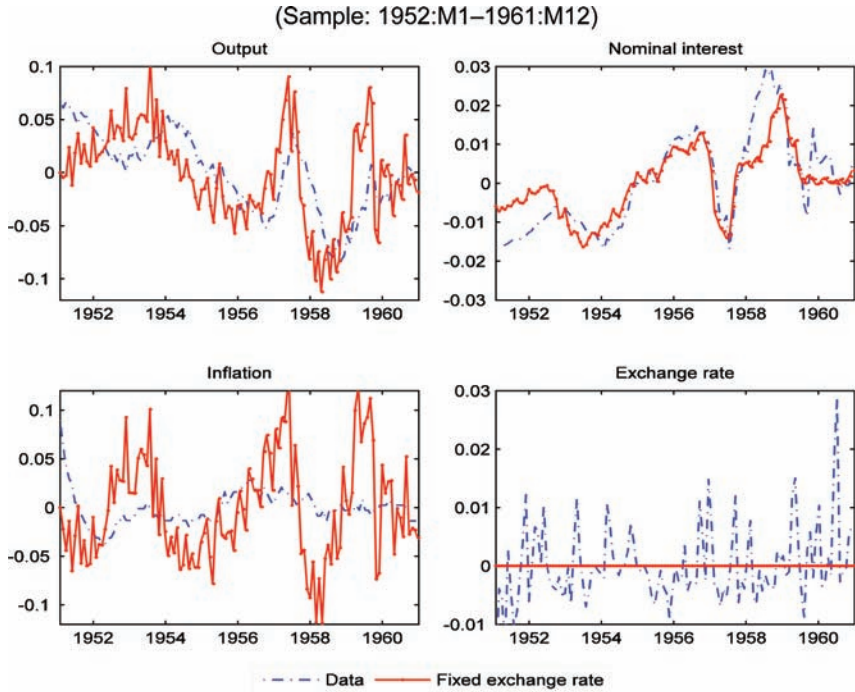 (Sample: 1952:M1–1961:M12)
Output
0.1
0.05
0
-0.05
-0.1
1952 1954 1956 1958 1960
Nominal interest
0.03
0.02
0.01
0
-0.01
-0.02
-0.03
1952 1954 1956 1958 1960
Inflation
0.1
0.05
0
-0.05
-0.1
1952 1954 1956 1958 1960
Exchange rate
0.03
0.02
0.01
0
-0.01
1952 1954 1956 1958 1960
Data Fixed exchange rate